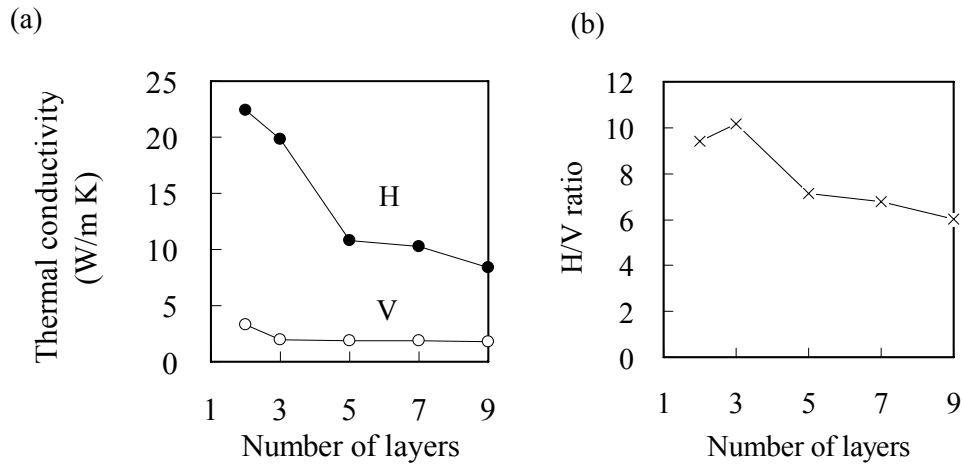 (a)
Thermal conductivity
(W/m K)
25
20
15
10
5
0
H
V
1 3 5 7 9
Number of layers
(b)
H/V ratio
12
10
8
6
4
2
0
1 3 5 7 9
Number of layers